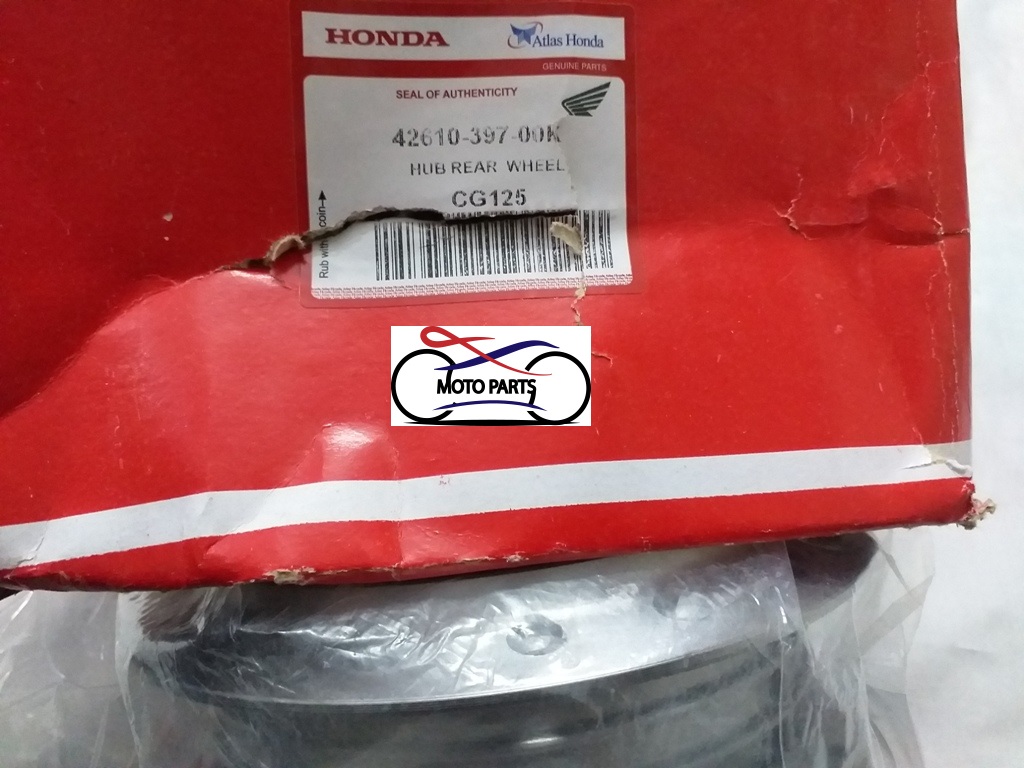 HONDA
Atlas Honda
GENUINE PARTS
SEAL OF AUTHENTICITY
42610-397-00K
HUB REAR WHEEL
CG125
Rub with coin
MOTO PARTS